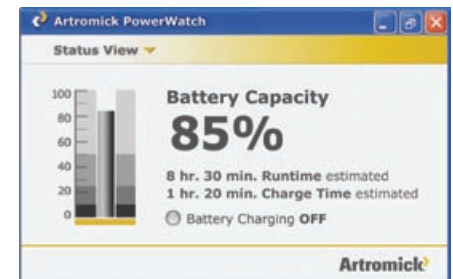 Artromick PowerWatch
Status View
100
80
60
40
20
0
Battery Capacity
85%
8 hr. 30 min. Runtime estimated
1 hr. 20 min. Charge Time estimated
Battery Charging OFF
Artromick